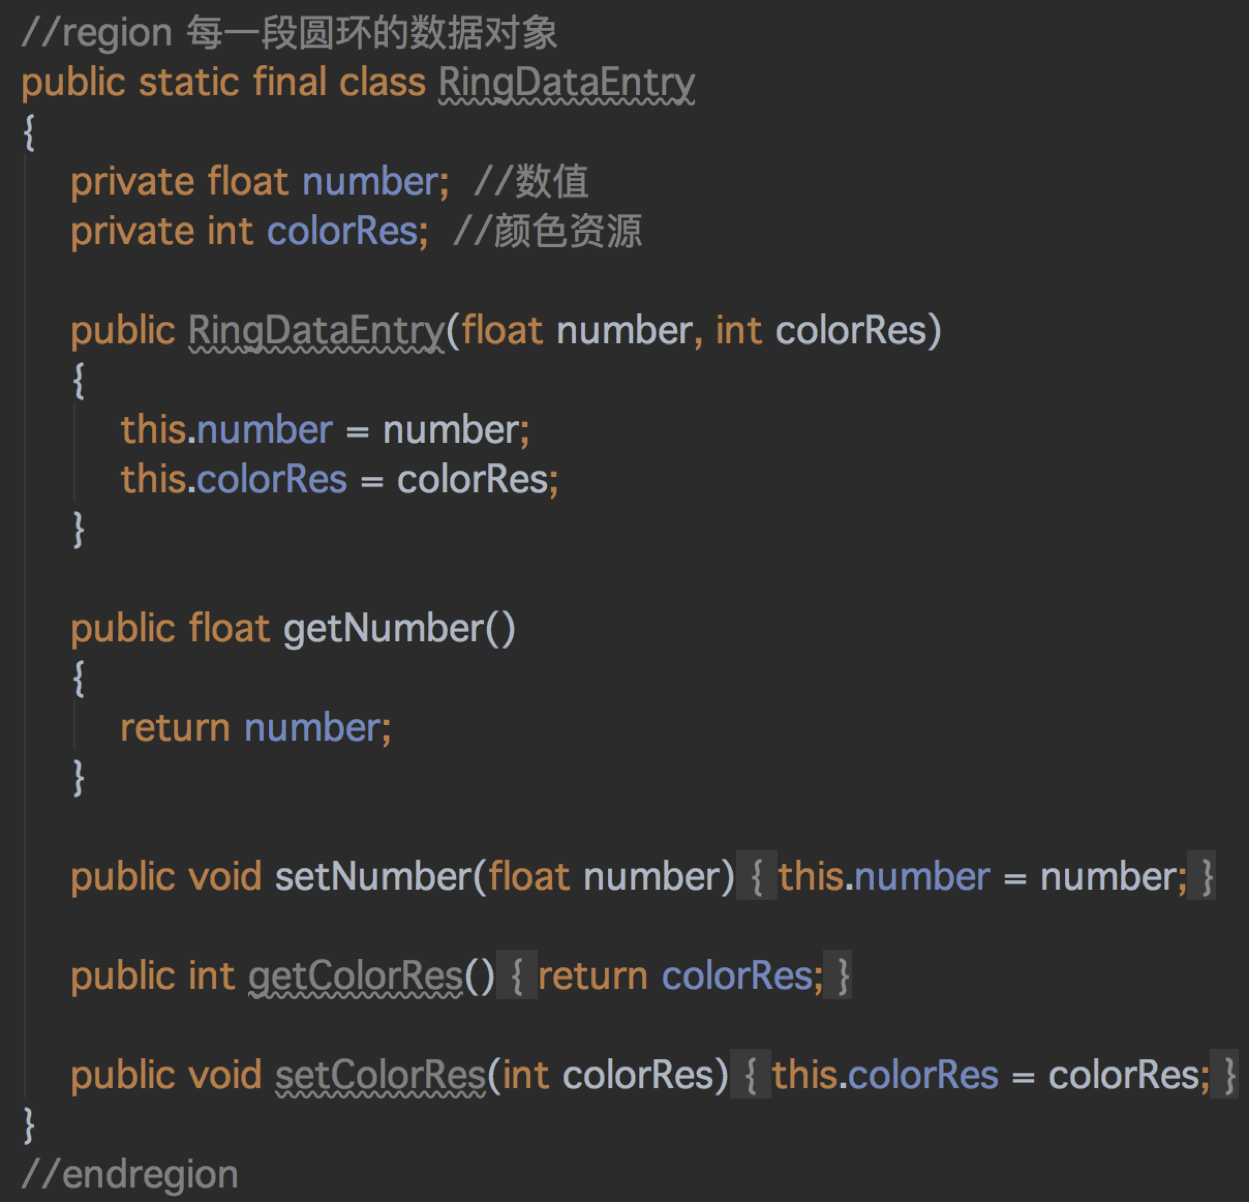 //region 每一段圆环的数据对象
public static final class RingDataEntry
{
private float number;  //数值
private int colorRes;  //颜色资源
public RingDataEntry(float number, int colorRes)
{
this.number = number;
this.colorRes = colorRes;
}
public float getNumber()
{
return number;
}
public void setNumber(float number) { this.number = number; }
public int getColorRes() { return colorRes; }
public void setColorRes(int colorRes) { this.colorRes = colorRes; }
}
//endregion